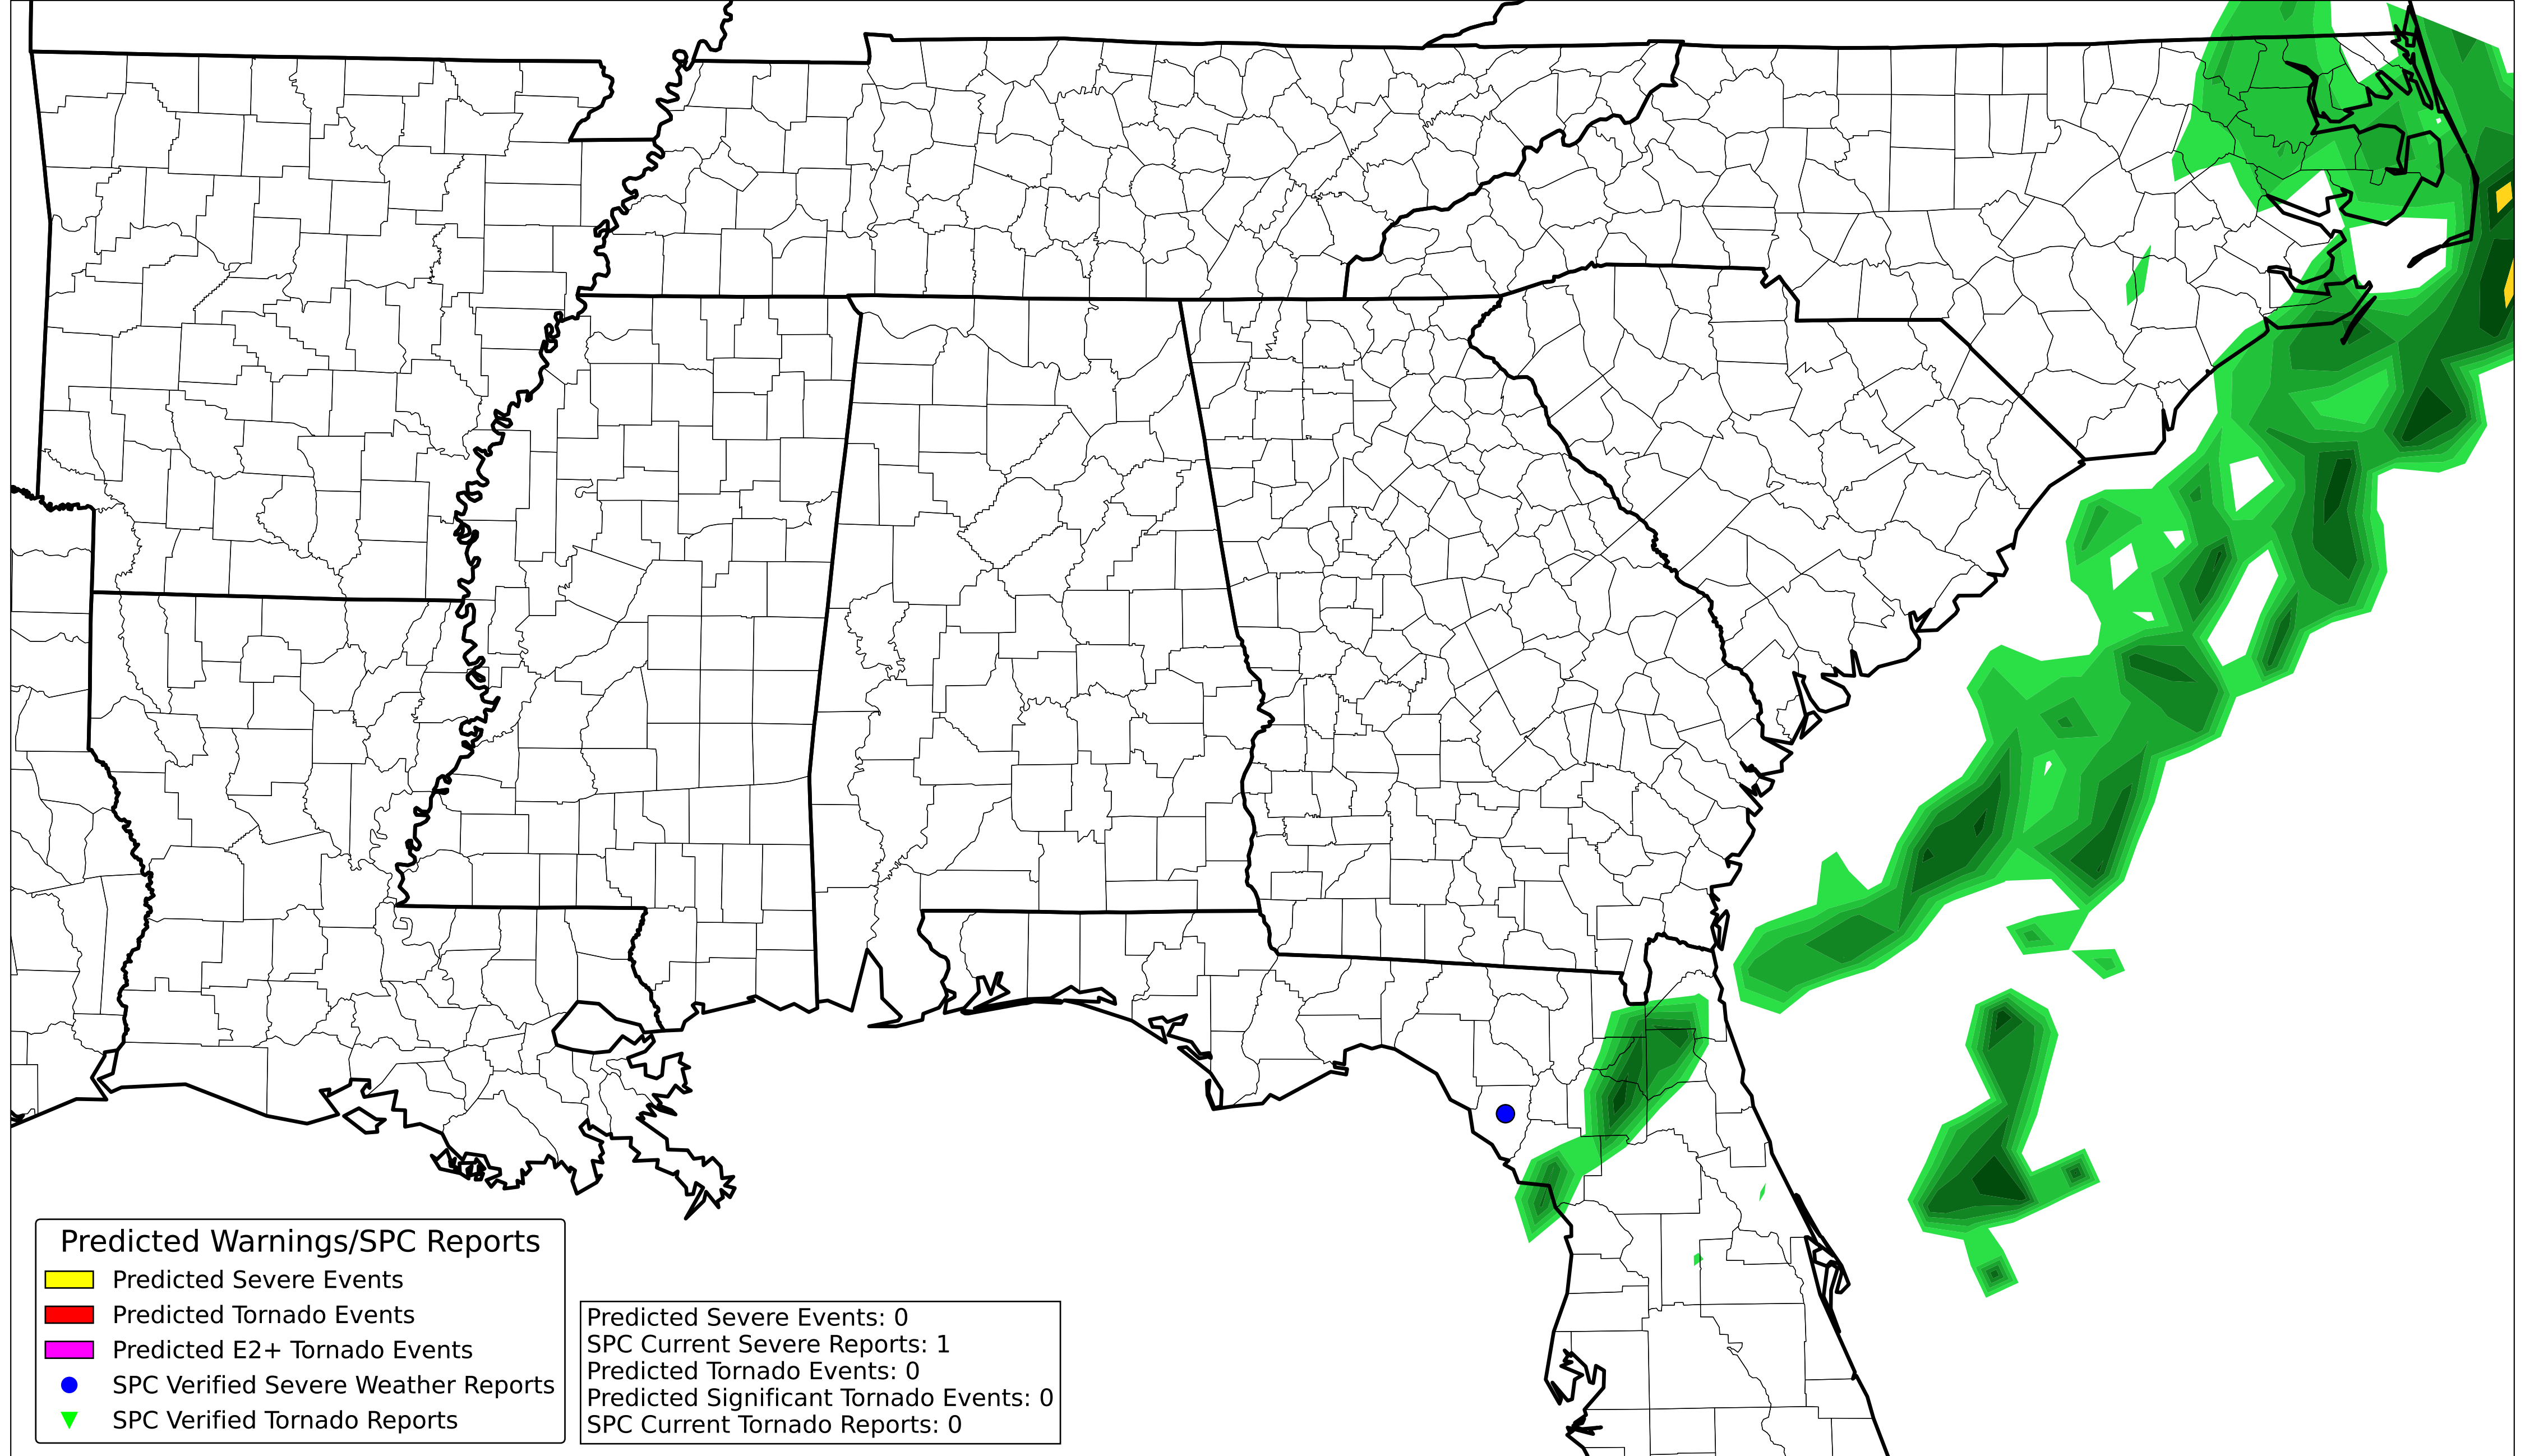 Predicted Warnings/SPC Reports
Predicted Severe Events
Predicted Tornado Events
Predicted E2+ Tornado Events
SPC Verified Severe Weather Reports
SPC Verified Tornado Reports
Predicted Severe Events: 0
SPC Current Severe Reports: 1
Predicted Tornado Events: 0
Predicted Significant Tornado Events: 0
SPC Current Tornado Reports: 0